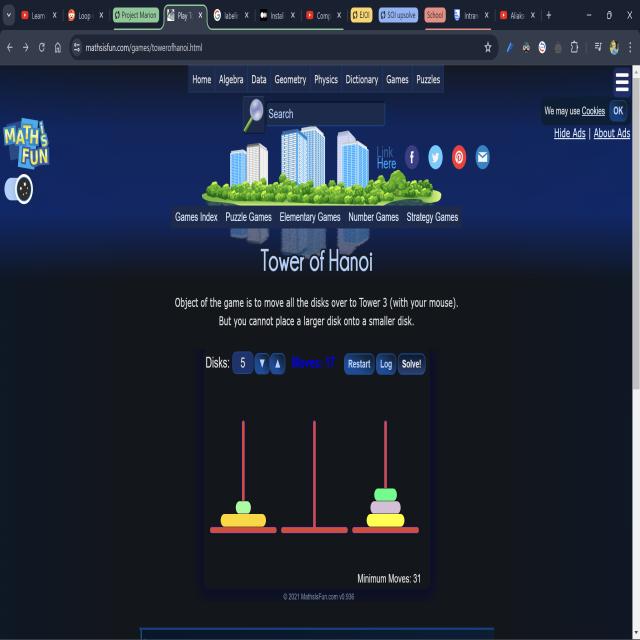 Learn
Loop
Project Marion
Play T
labeli
Instal
Comp
EJOI
SOI upsolve
School
Intran
mathsisfun.com/games/towerofhanoi.html
Home Algebra Data Geometry Physics Dictionary Games Puzzles
Search
We may use Cookies OK
Hide Ads | About Ads
MATH IS FUN
Link Here
Games Index Puzzle Games Elementary Games Number Games Strategy Games
Tower of Hanoi
Object of the game is to move all the disks over to Tower 3 (with your mouse).
But you cannot place a larger disk onto a smaller disk.
Disks: 5 ▼ ▲ Moves: 17 Restart Log Solve!
Minimum Moves: 31
© 2021 MathsIsFun.com v0.936